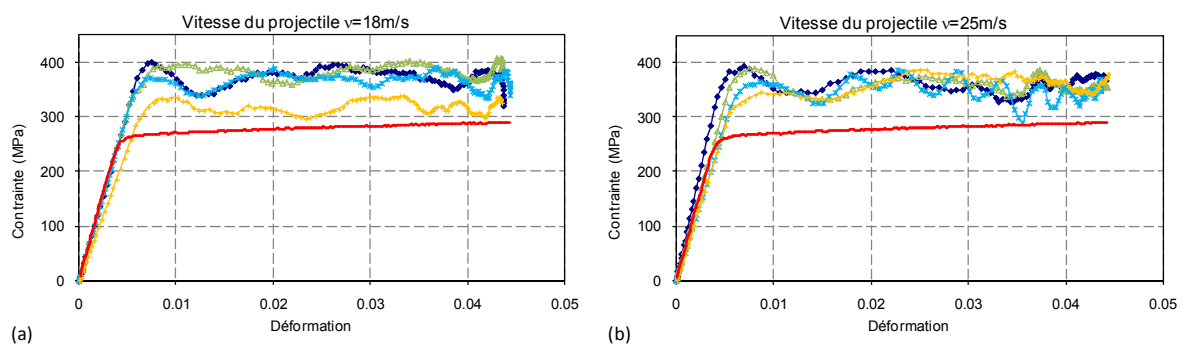 Vitesse du projectile ν=18m/s
Contrainte (MPa)
400
300
200
100
0
0 0.01 0.02 0.03 0.04 0.05
Déformation
(a)
Vitesse du projectile ν=25m/s
Contrainte (MPa)
400
300
200
100
0
0 0.01 0.02 0.03 0.04 0.05
Déformation
(b)